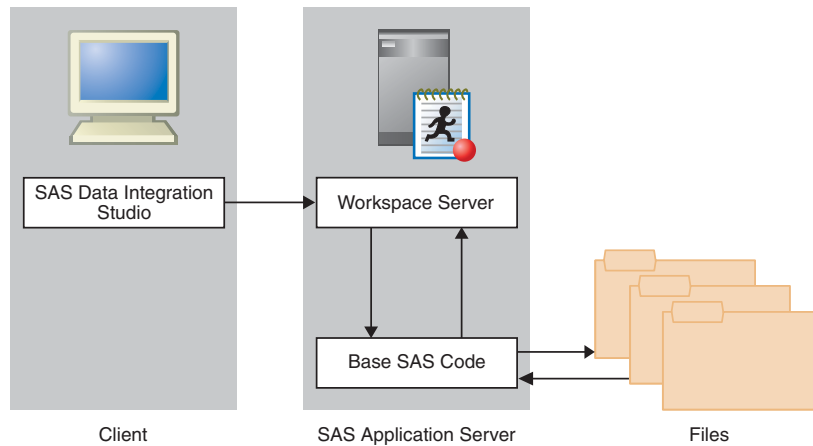 SAS Data Integration
Studio
Workspace Server
Base SAS Code
Client
SAS Application Server
Files